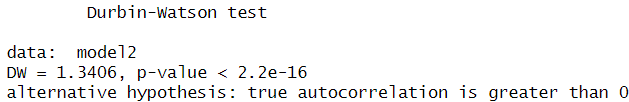 Durbin-Watson test
data:  model2
DW = 1.3406, p-value < 2.2e-16
alternative hypothesis: true autocorrelation is greater than 0